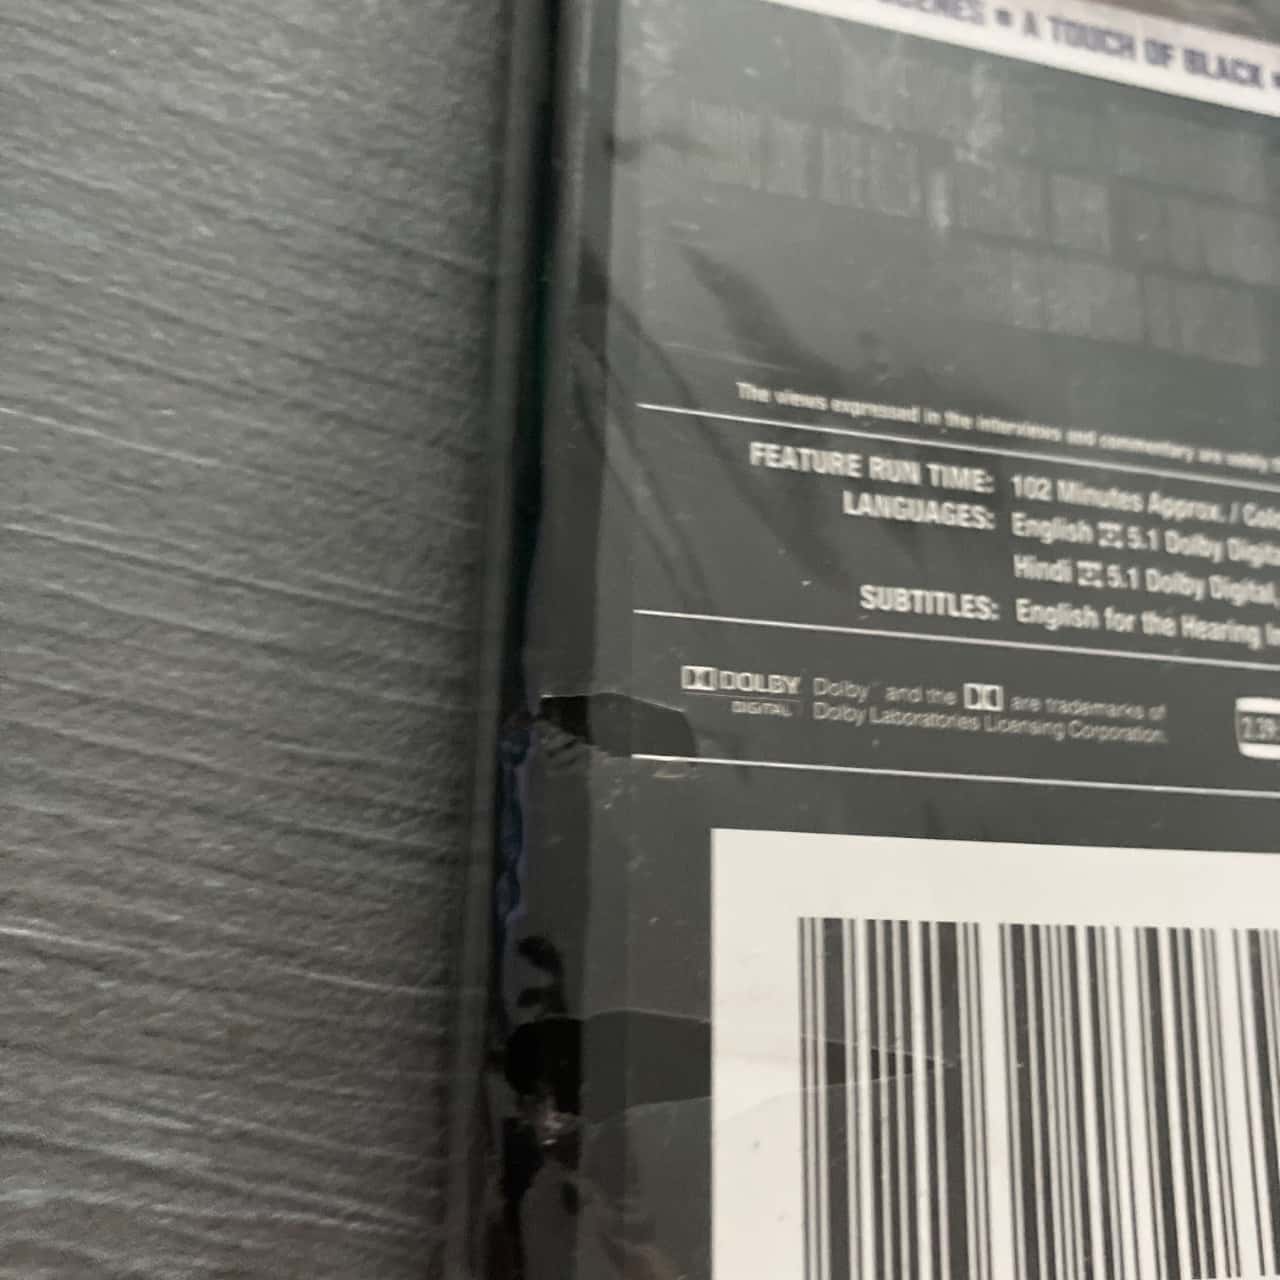 • A TOUCH OF BLACK •
The views expressed in the interviews and commentary are solely
FEATURE RUN TIME: 102 Minutes Approx. /
LANGUAGES: English 5.1 Dolby
Hindi 5.1 Dolby Digital,
SUBTITLES: English for the Hearing
DOLBY DIGITAL
Dolby and the DD are trademarks of
Dolby Laboratories Licensing Corporation.